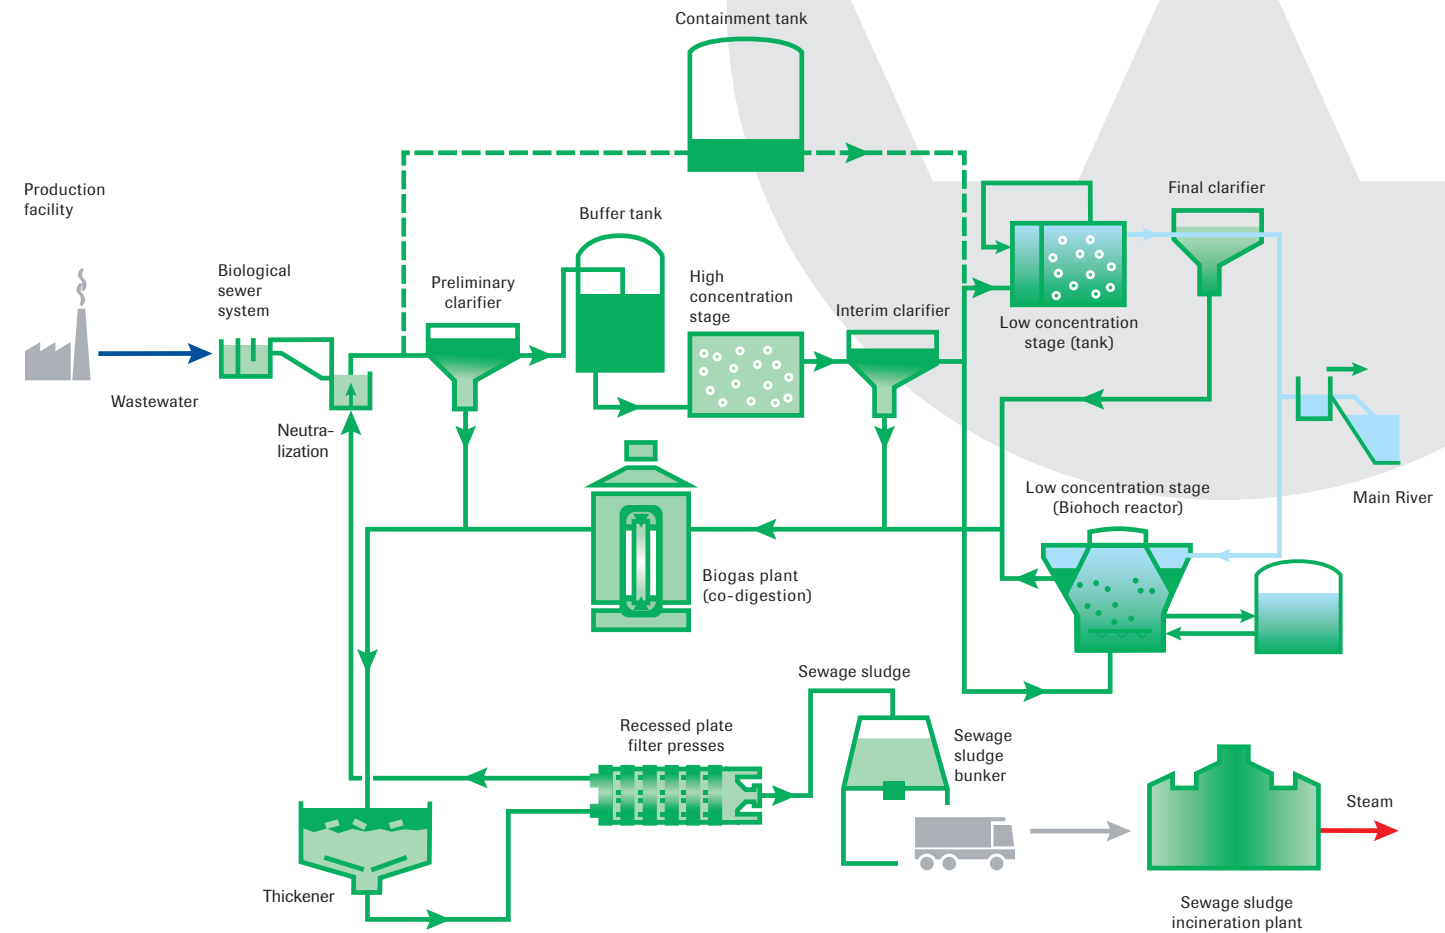 Containment tank
Production
facility
Final clarifier
Buffer tank
Biological
sewer
system
Preliminary
clarifier
High
concentration
stage
Interim clarifier
Low concentration
stage (tank)
Wastewater
Neutra-
lization
Low concentration stage
(Biohoch reactor)
Main River
Biogas plant
(co-digestion)
Sewage sludge
Recessed plate
filter presses
Sewage
sludge
bunker
Steam
Thickener
Sewage sludge
incineration plant